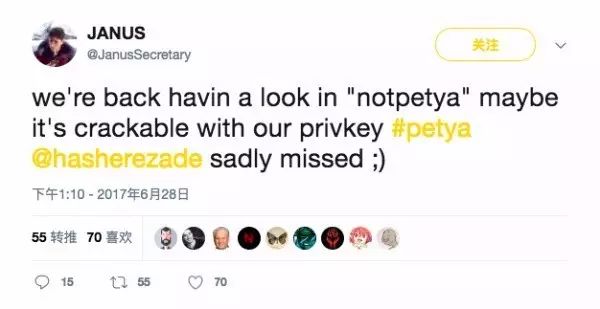 JANUS
@JanusSecretary
关注
we're back havin a look in "notpetya" maybe
it's crackable with our privkey #petya
@hasherezade sadly missed ;)
下午1:10 - 2017年6月28日
55 转推 70 喜欢
15 55 70